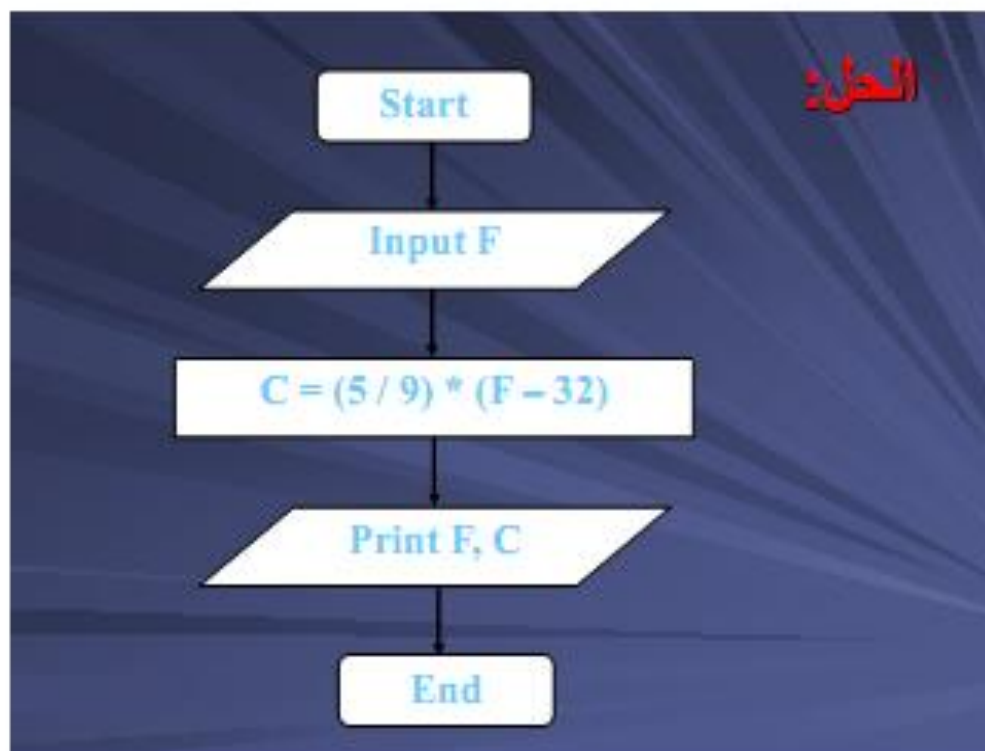 الحل:
Start
Input F
C = (5 / 9) * (F – 32)
Print F, C
End